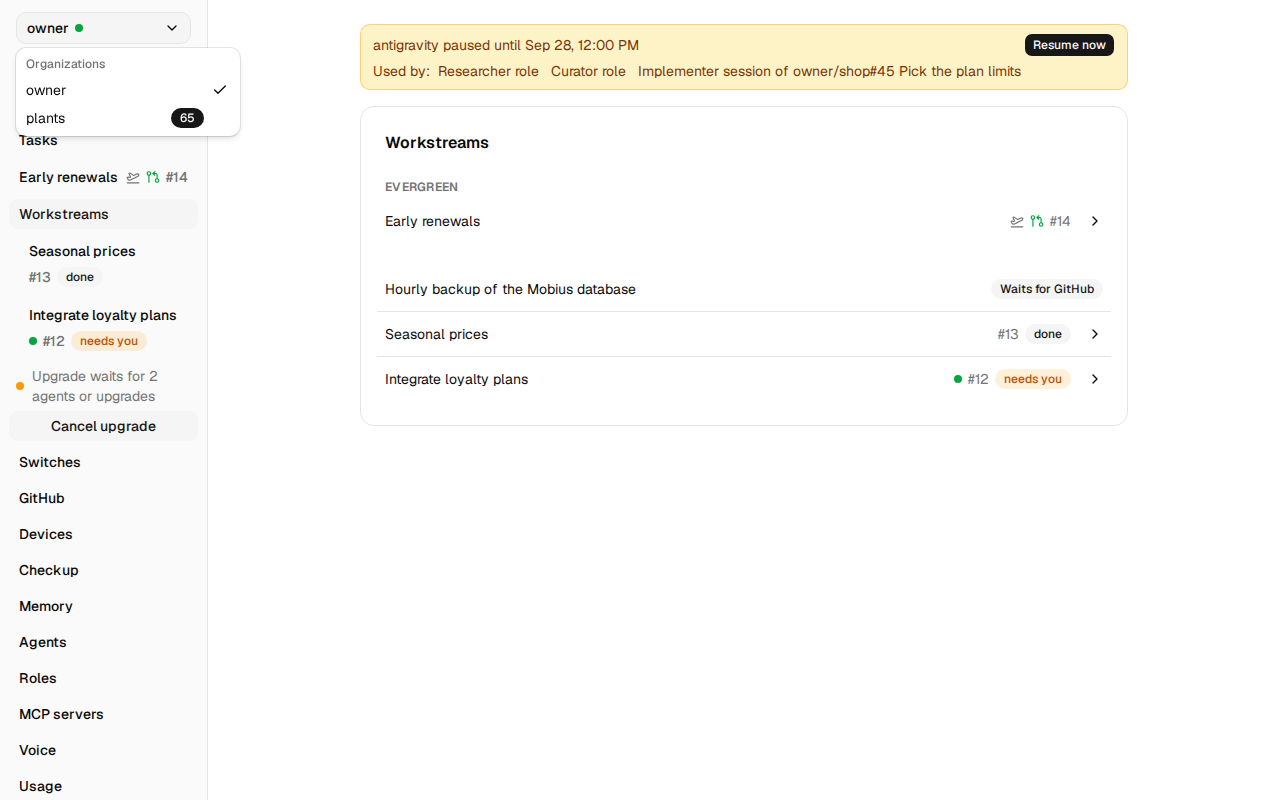 owner
Organizations
owner
plants 65
Tasks
Early renewals #14
Workstreams
Seasonal prices
#13 done
Integrate loyalty plans
#12 needs you
Upgrade waits for 2
agents or upgrades
Cancel upgrade
Switches
GitHub
Devices
Checkup
Memory
Agents
Roles
MCP servers
Voice
Usage
antigravity paused until Sep 28, 12:00 PM
Resume now
Used by: Researcher role Curator role Implementer session of owner/shop#45 Pick the plan limits
Workstreams
EVERGREEN
Early renewals #14
Hourly backup of the Mobius database Waits for GitHub
Seasonal prices #13 done
Integrate loyalty plans #12 needs you